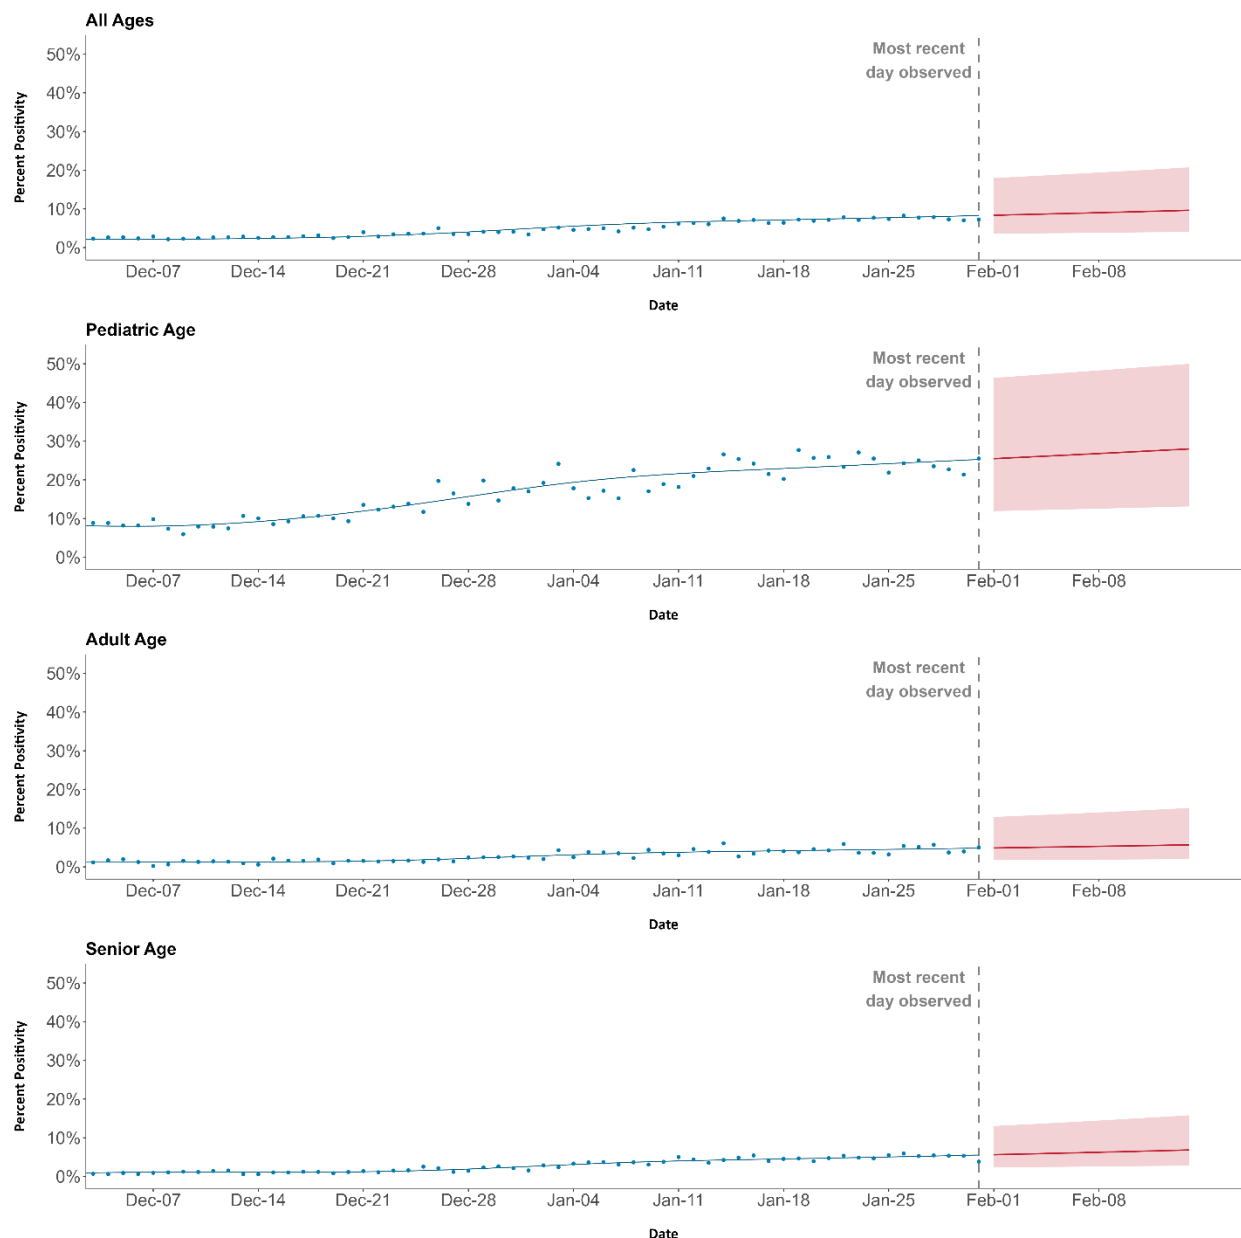 All Ages
Percent Positivity
50%
40%
30%
20%
10%
0%
Most recent
day observed
Dec-07 Dec-14 Dec-21 Dec-28 Jan-04 Jan-11 Jan-18 Jan-25 Feb-01 Feb-08
Date
Pediatric Age
Percent Positivity
50%
40%
30%
20%
10%
0%
Most recent
day observed
Dec-07 Dec-14 Dec-21 Dec-28 Jan-04 Jan-11 Jan-18 Jan-25 Feb-01 Feb-08
Date
Adult Age
Percent Positivity
50%
40%
30%
20%
10%
0%
Most recent
day observed
Dec-07 Dec-14 Dec-21 Dec-28 Jan-04 Jan-11 Jan-18 Jan-25 Feb-01 Feb-08
Date
Senior Age
Percent Positivity
50%
40%
30%
20%
10%
0%
Most recent
day observed
Dec-07 Dec-14 Dec-21 Dec-28 Jan-04 Jan-11 Jan-18 Jan-25 Feb-01 Feb-08
Date